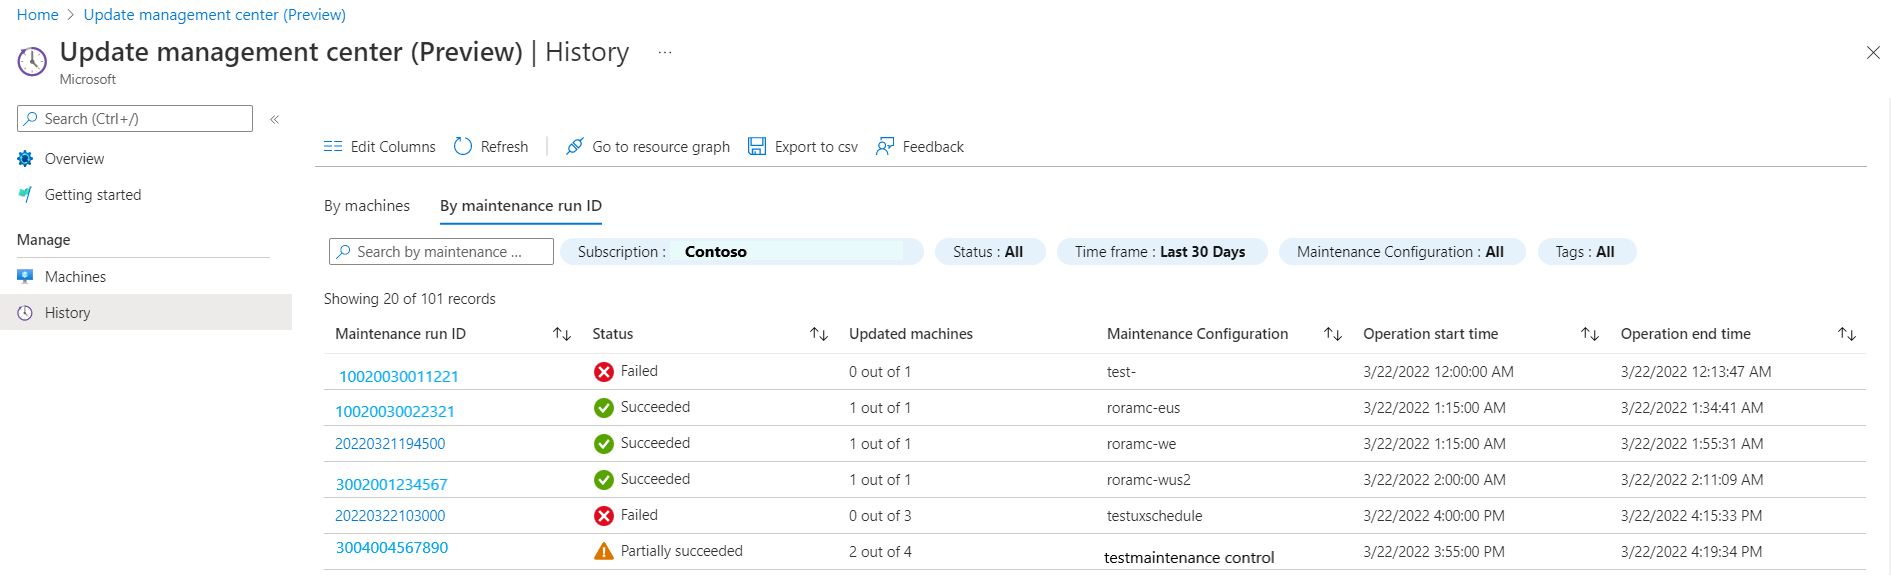 Home > Update management center (Preview)
Update management center (Preview) | History ...
Microsoft
Search (Ctrl+/) «
Overview
Getting started
Manage
Machines
History
Edit Columns Refresh Go to resource graph Export to csv Feedback
By machines By maintenance run ID
Search by maintenance ... Subscription : Contoso Status : All Time frame : Last 30 Days Maintenance Configuration : All Tags : All
Showing 20 of 101 records
Maintenance run ID Status Updated machines Maintenance Configuration Operation start time Operation end time
10020030011221 Failed 0 out of 1 test- 3/22/2022 12:00:00 AM 3/22/2022 12:13:47 AM
10020030022321 Succeeded 1 out of 1 roramc-eus 3/22/2022 1:15:00 AM 3/22/2022 1:34:41 AM
20220321194500 Succeeded 1 out of 1 roramc-we 3/22/2022 1:15:00 AM 3/22/2022 1:55:31 AM
3002001234567 Succeeded 1 out of 1 roramc-wus2 3/22/2022 2:00:00 AM 3/22/2022 2:11:09 AM
20220322103000 Failed 0 out of 3 testuxschedule 3/22/2022 4:00:00 PM 3/22/2022 4:15:33 PM
3004004567890 Partially succeeded 2 out of 4 testmaintenance control 3/22/2022 3:55:00 PM 3/22/2022 4:19:34 PM